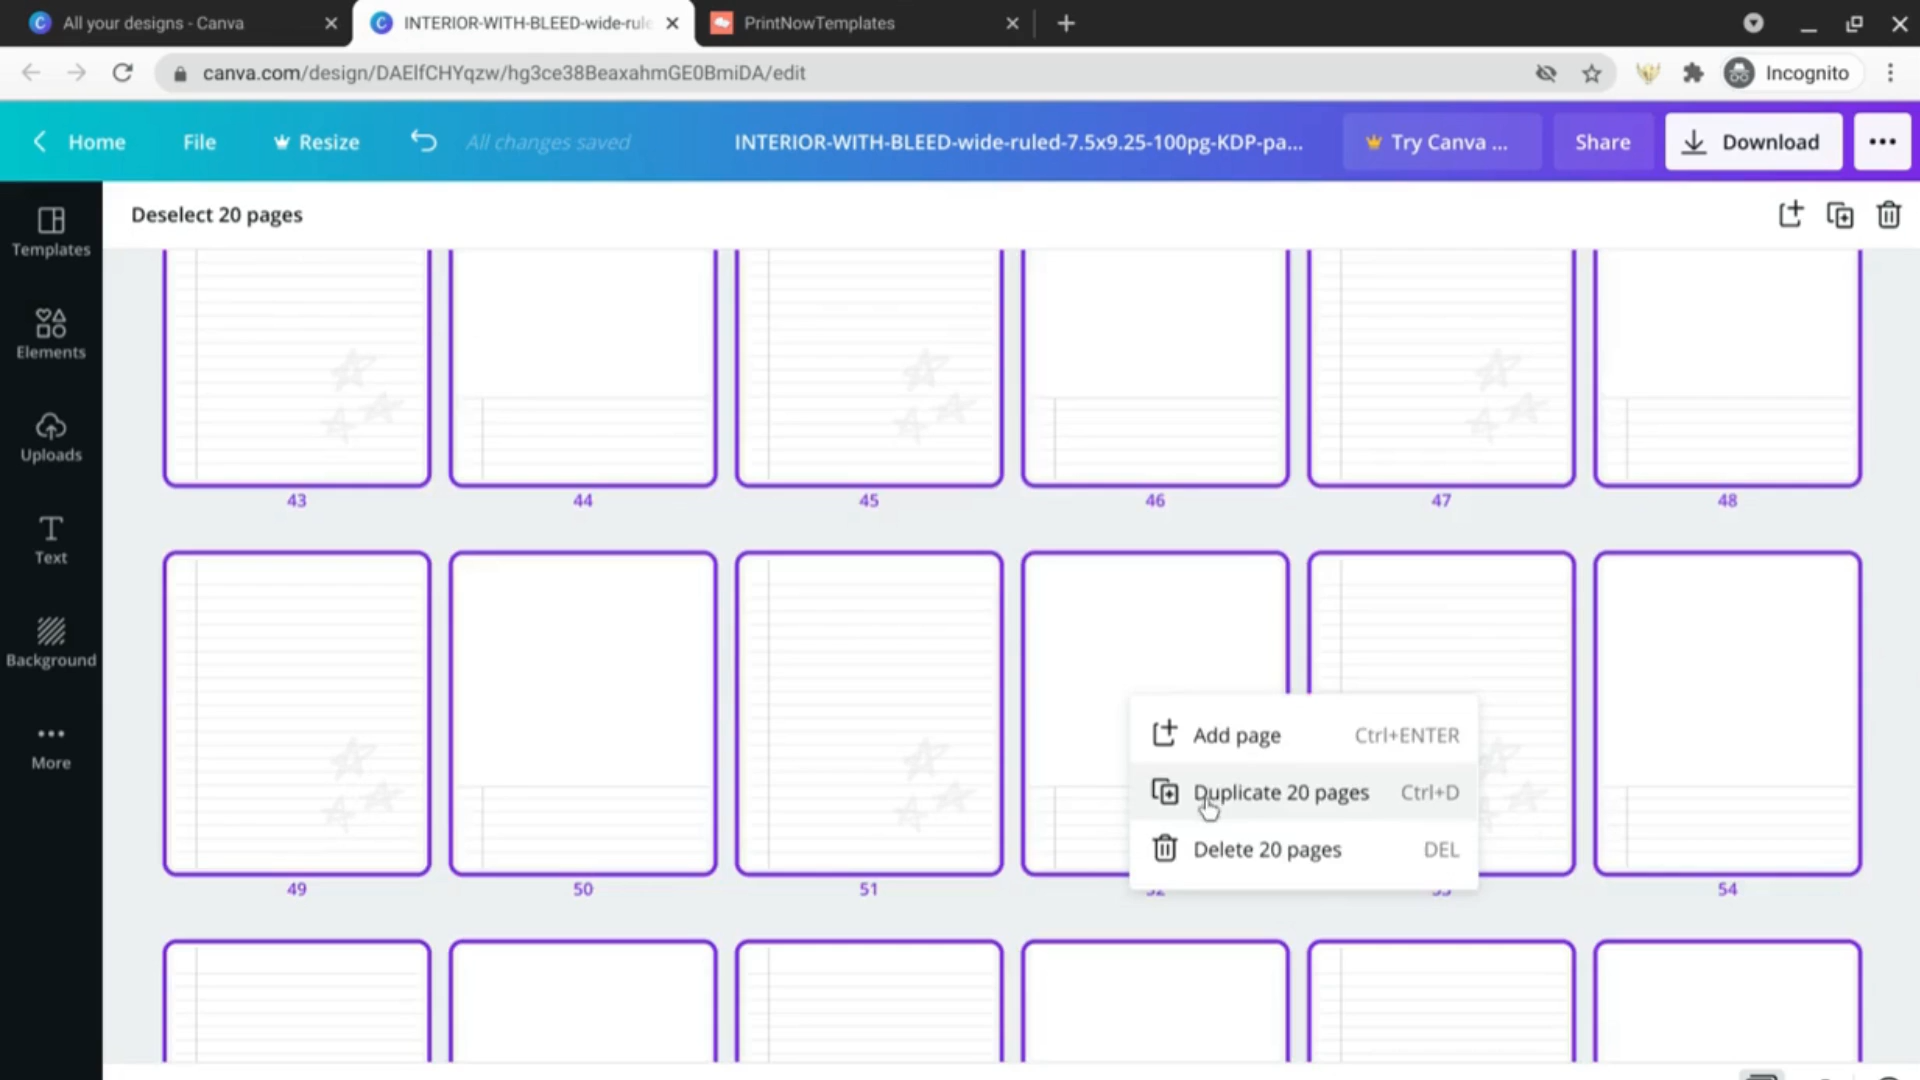 All your designs - Canva
INTERIOR-WITH-BLEED-wide-rule
PrintNowTemplates
canva.com/design/DAElfCHYqzw/hg3ce38BeaxahmGE0BmiDA/edit
Incognito
Home
File
Resize
All changes saved
INTERIOR-WITH-BLEED-wide-ruled-7.5x9.25-100pg-KDP-pa...
Try Canva ...
Share
Download
Deselect 20 pages
Templates
Elements
Uploads
Text
Background
More
43
44
45
46
47
48
Add page Ctrl+ENTER
Duplicate 20 pages Ctrl+D
Delete 20 pages DEL
49
50
51
54